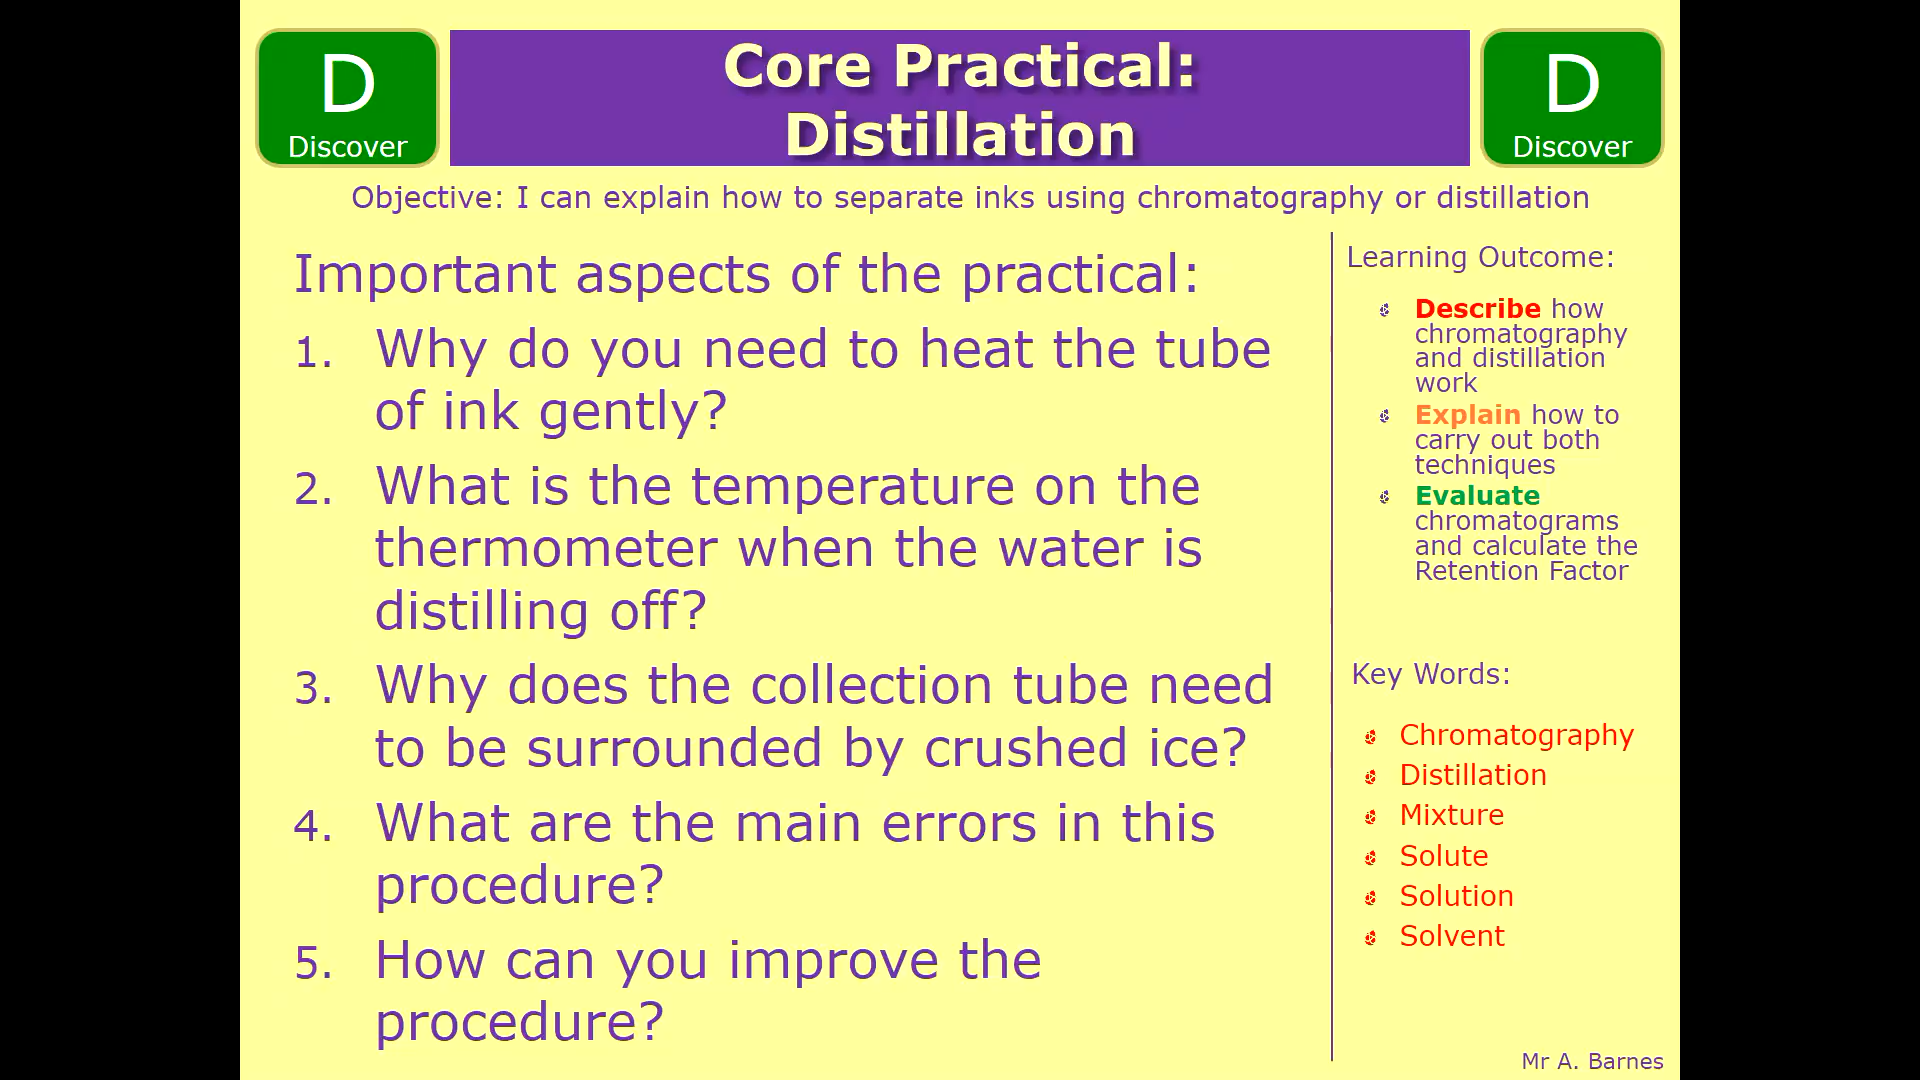 D
Discover
Core Practical:
Distillation
D
Discover
Objective: I can explain how to separate inks using chromatography or distillation
Important aspects of the practical:
1. Why do you need to heat the tube
of ink gently?
2. What is the temperature on the
thermometer when the water is
distilling off?
3. Why does the collection tube need
to be surrounded by crushed ice?
4. What are the main errors in this
procedure?
5. How can you improve the
procedure?
Learning Outcome:
Describe how
chromatography
and distillation
work
Explain how to
carry out both
techniques
Evaluate
chromatograms
and calculate the
Retention Factor
Key Words:
Chromatography
Distillation
Mixture
Solute
Solution
Solvent
Mr A. Barnes